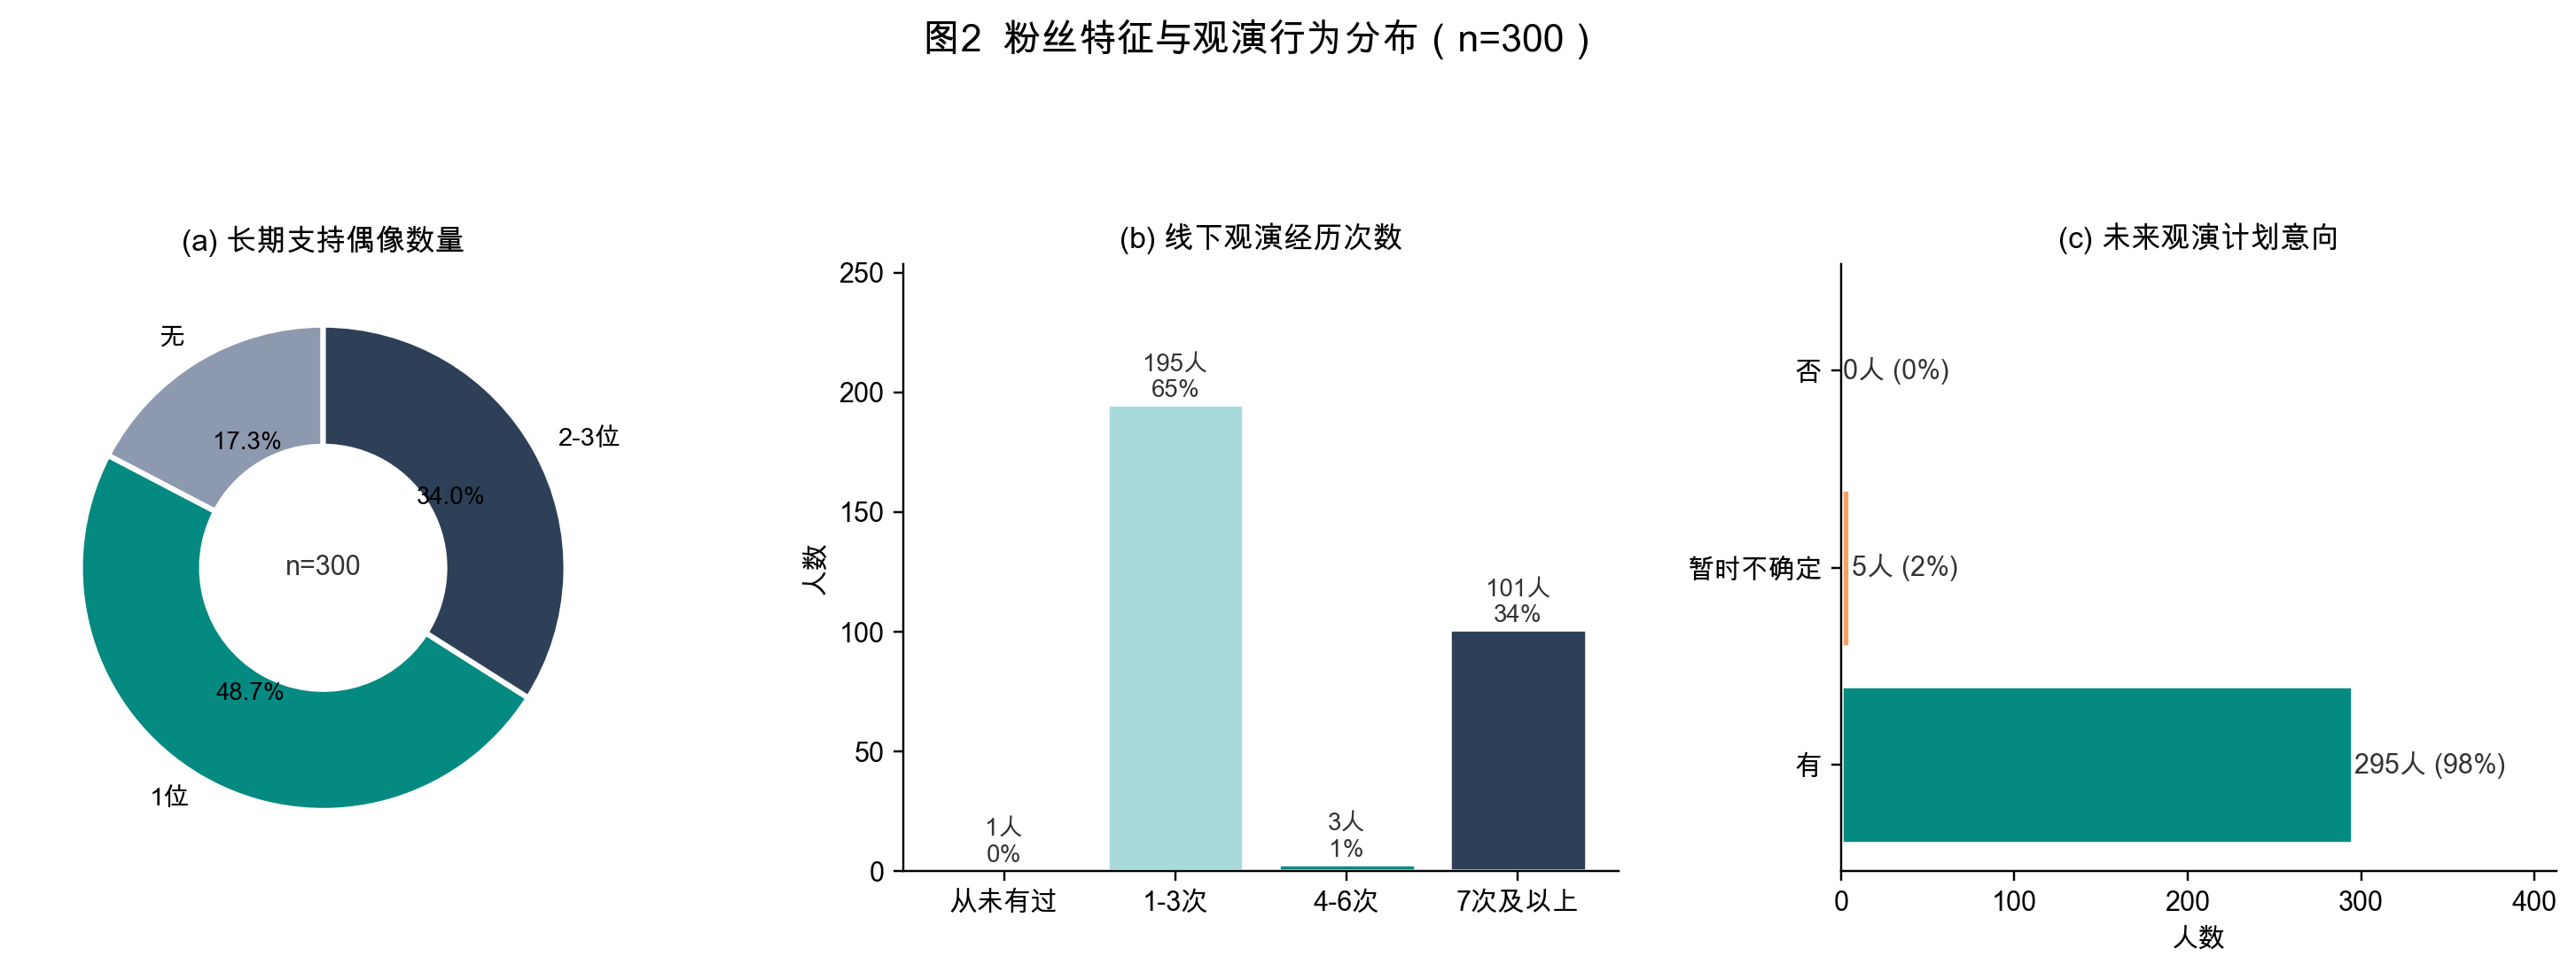 图2 粉丝特征与观演行为分布（n=300）
(a) 长期支持偶像数量
无
17.3%
2-3位
34.0%
n=300
48.7%
1位
(b) 线下观演经历次数
人数
250
200
150
100
50
0
1人
0%
195人
65%
3人
1%
101人
34%
从未有过
1-3次
4-6次
7次及以上
(c) 未来观演计划意向
否
0人 (0%)
暂时不确定
5人 (2%)
有
295人 (98%)
0
100
200
300
400
人数